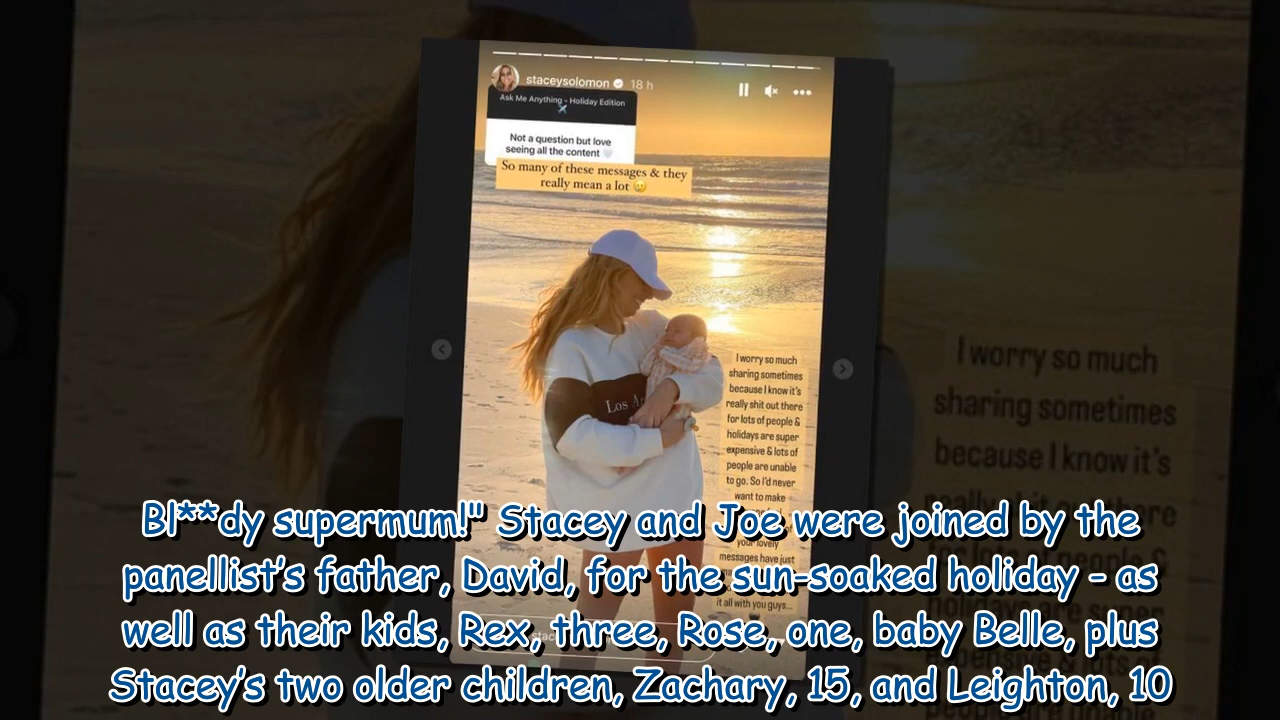 staceysolomon 18 h
Ask Me Anything - Holiday Edition
Not a question but love
seeing all the content
So many of these messages & they
really mean a lot
Los
I worry so much
sharing sometimes
because I know it's
really shit out there
for lots of people &
holidays are super
expensive & lots of
people are unable
to go. So I'd never
want to make
your lovely
messages have just
it all with you guys...
I worry so much
sharing sometimes
because I know it's
Bl**dy supermum!" Stacey and Joe were joined by the
panellist's father, David, for the sun-soaked holiday - as
well as their kids, Rex, three, Rose, one, baby Belle, plus
Stacey's two older children, Zachary, 15, and Leighton, 10